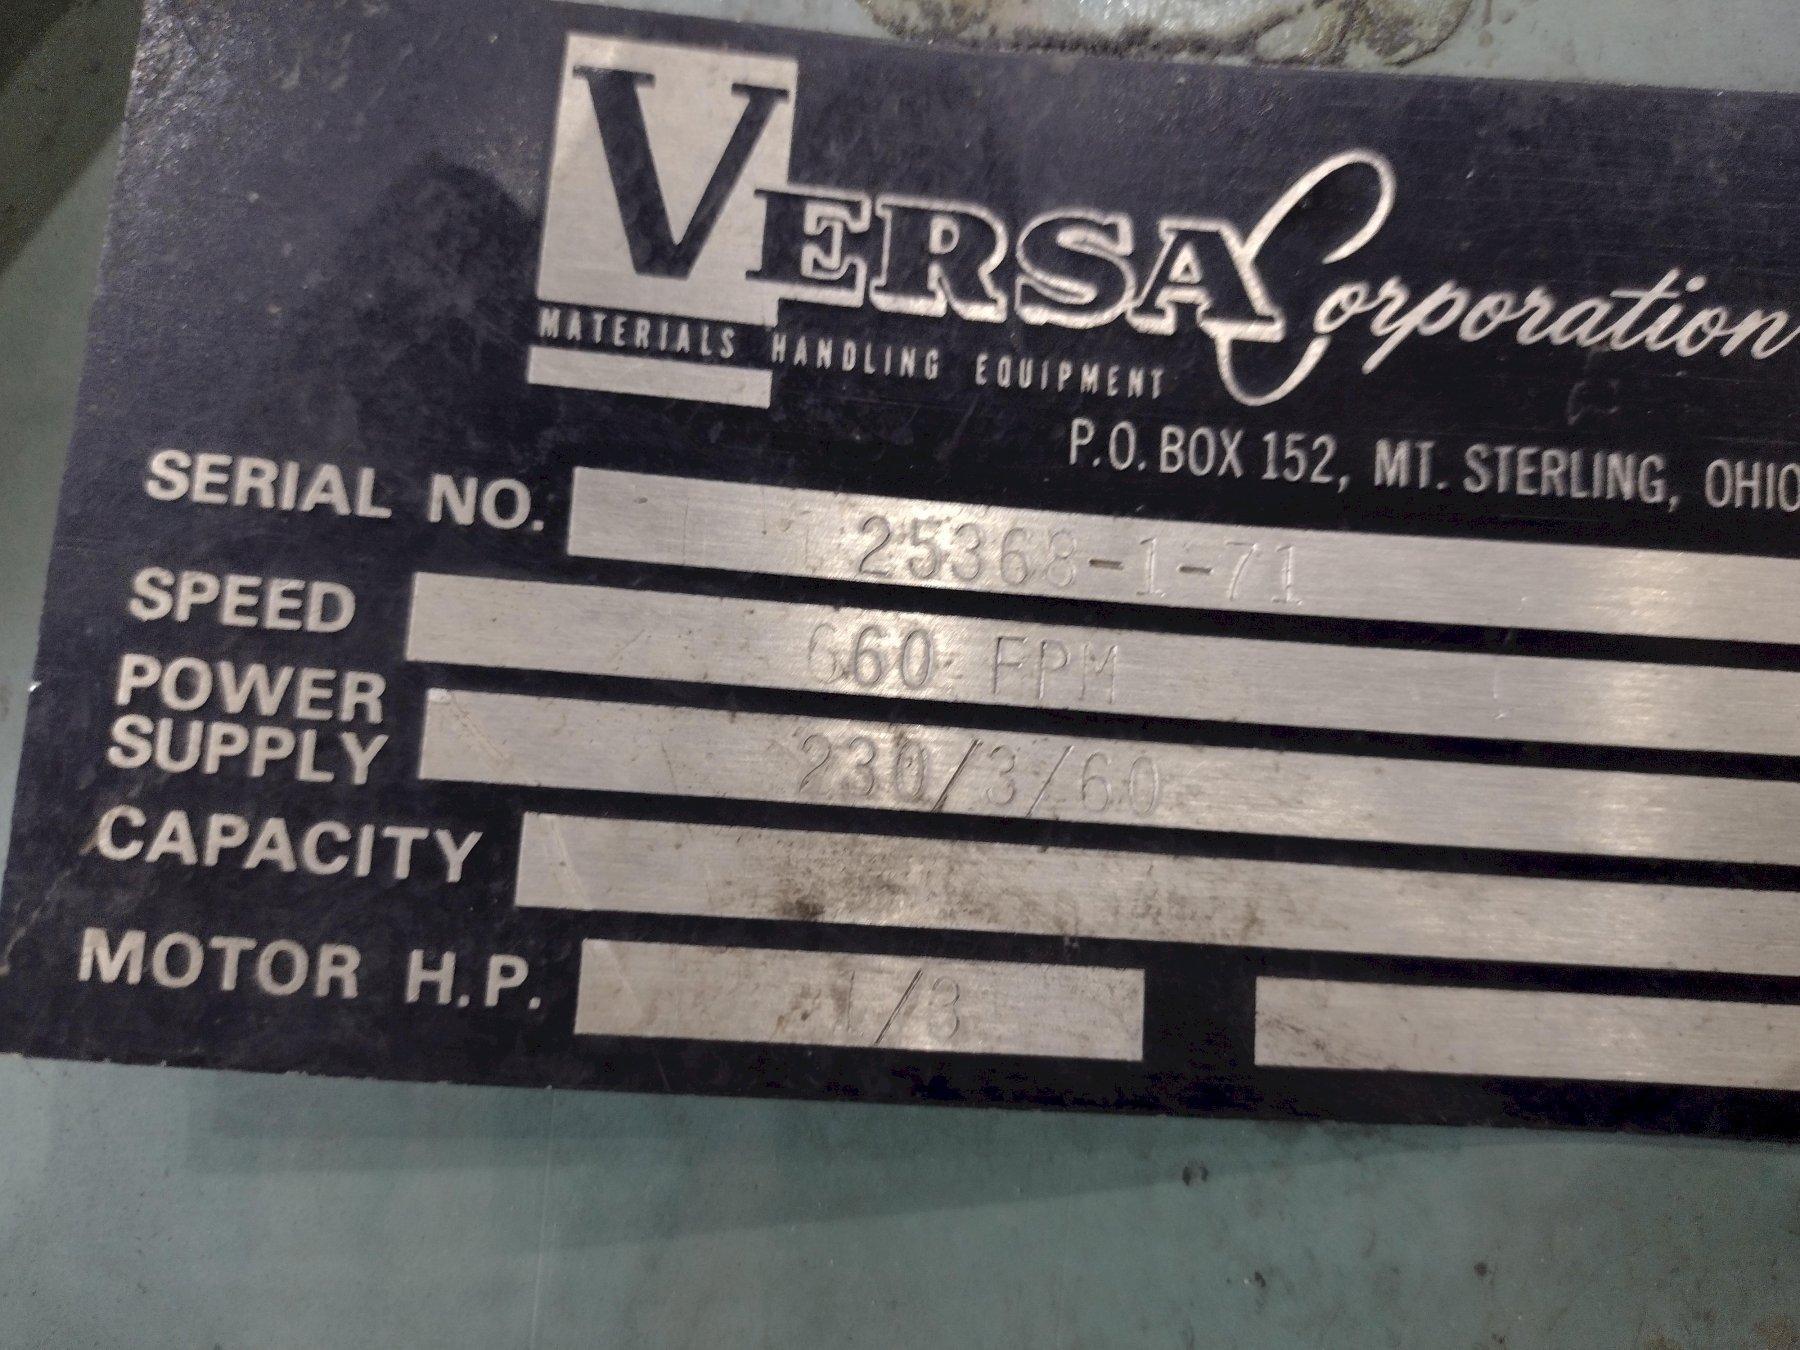 VERSA Corporation
MATERIALS HANDLING EQUIPMENT
P.O. BOX 152, MT. STERLING, OHIO
SERIAL NO. 25368-1-71
SPEED 660 FPM
POWER SUPPLY 230/3/60
CAPACITY
MOTOR H.P. 1/3